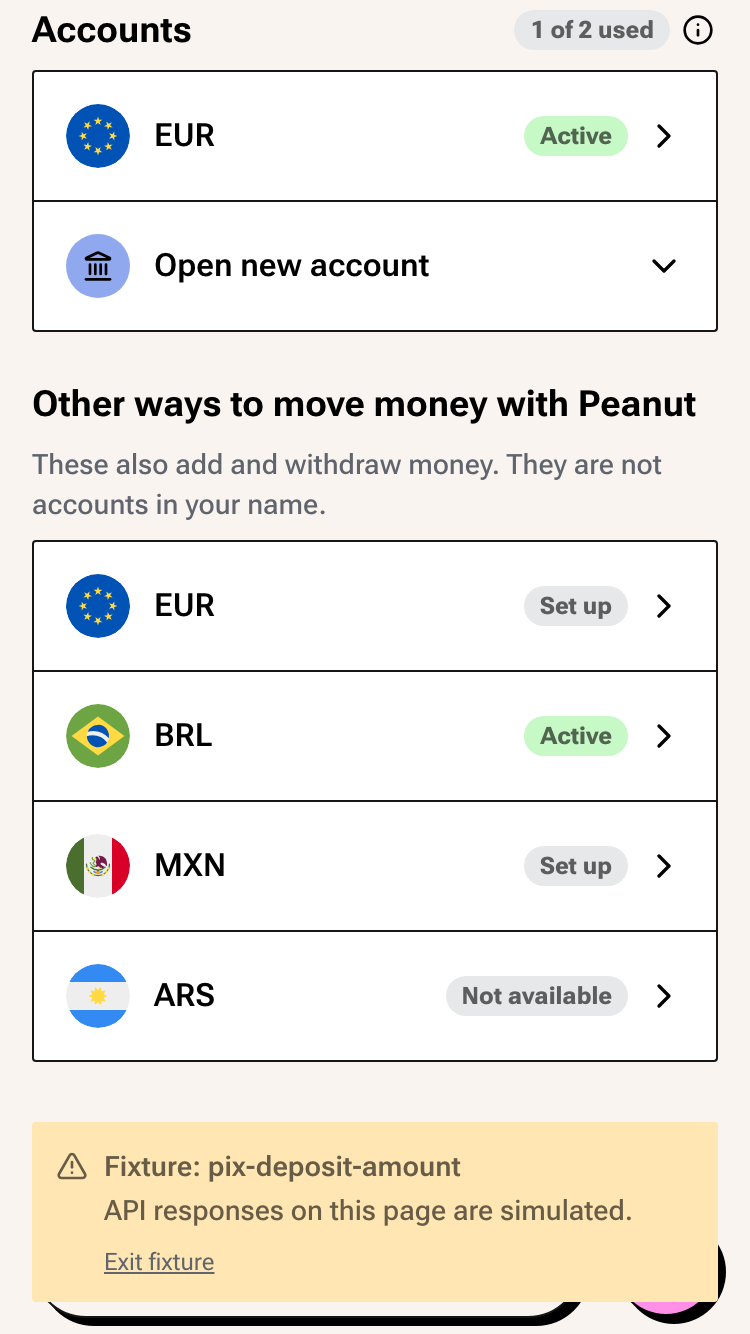 Accounts
1 of 2 used
EUR
Active
Open new account
Other ways to move money with Peanut
These also add and withdraw money. They are not
accounts in your name.
EUR
Set up
BRL
Active
MXN
Set up
ARS
Not available
Fixture: pix-deposit-amount
API responses on this page are simulated.
Exit fixture